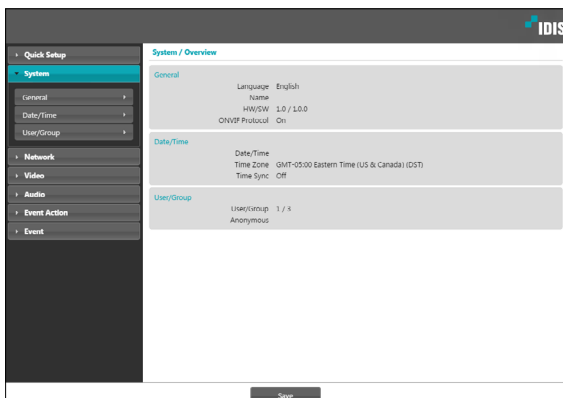 IDIS
Quick Setup
System
General
Date/Time
User/Group
Network
Video
Audio
Event Action
Event
System / Overview
General
Language English
Name
HW/SW 1.0 / 1.0.0
ONVIF Protocol On
Date/Time
Date/Time
Time Zone GMT-05:00 Eastern Time (US & Canada) (DST)
Time Sync Off
User/Group
User/Group 1 / 3
Anonymous
Save